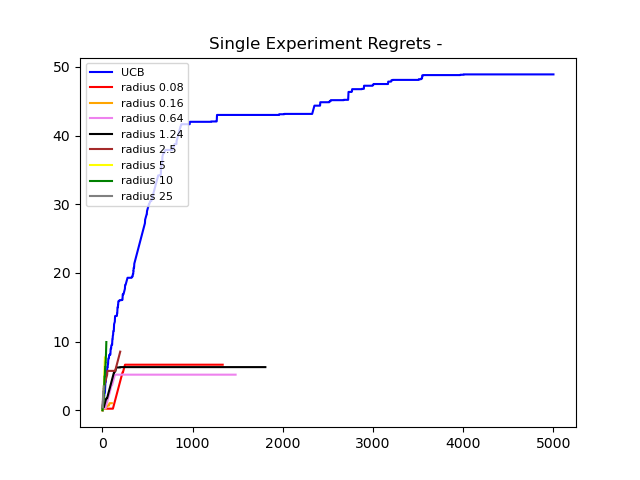 Single Experiment Regrets -
50
40
30
20
10
0
UCB
radius 0.08
radius 0.16
radius 0.64
radius 1.24
radius 2.5
radius 5
radius 10
radius 25
0 1000 2000 3000 4000 5000